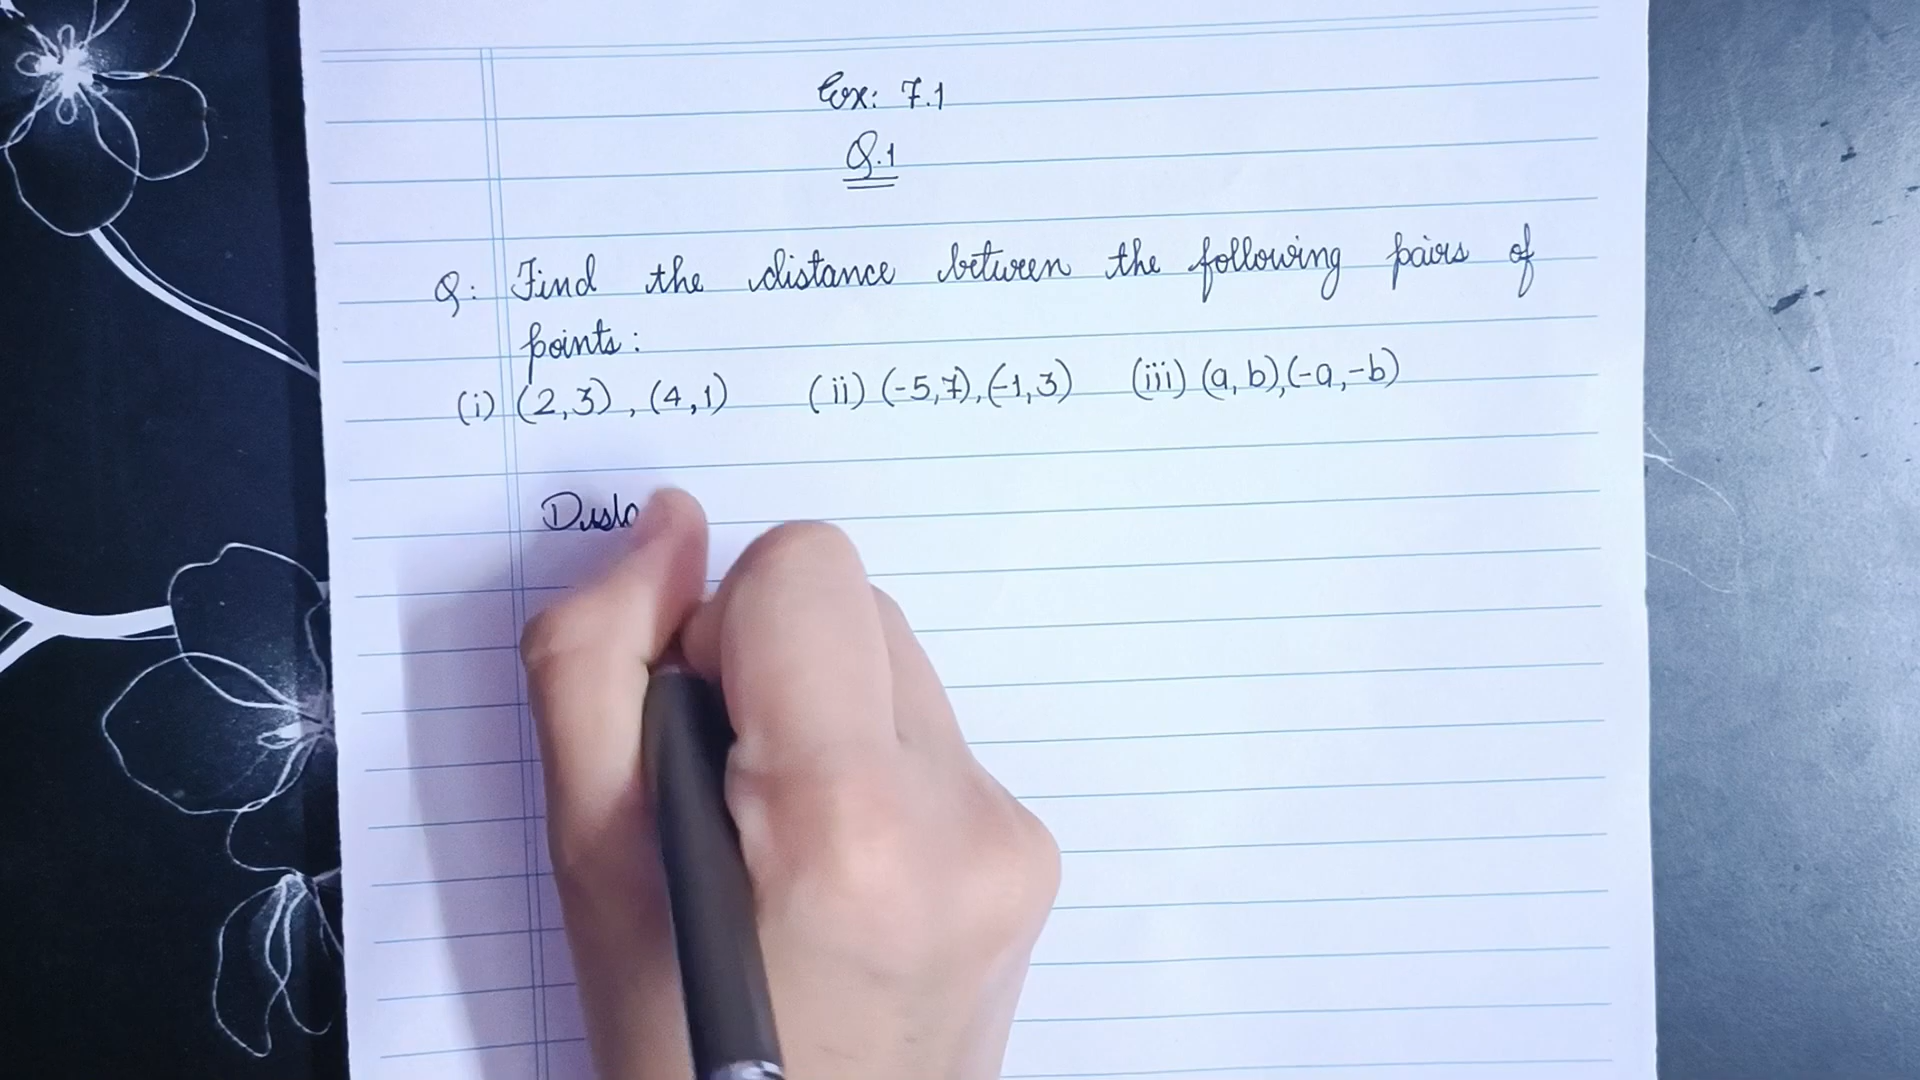 Ex: 7.1
Q.1
Q: Find the distance between the following pairs of
points:
(i) (2,3) , (4,1) (ii) (-5,7),(-1,3) (iii) (a, b),(-a,-b)